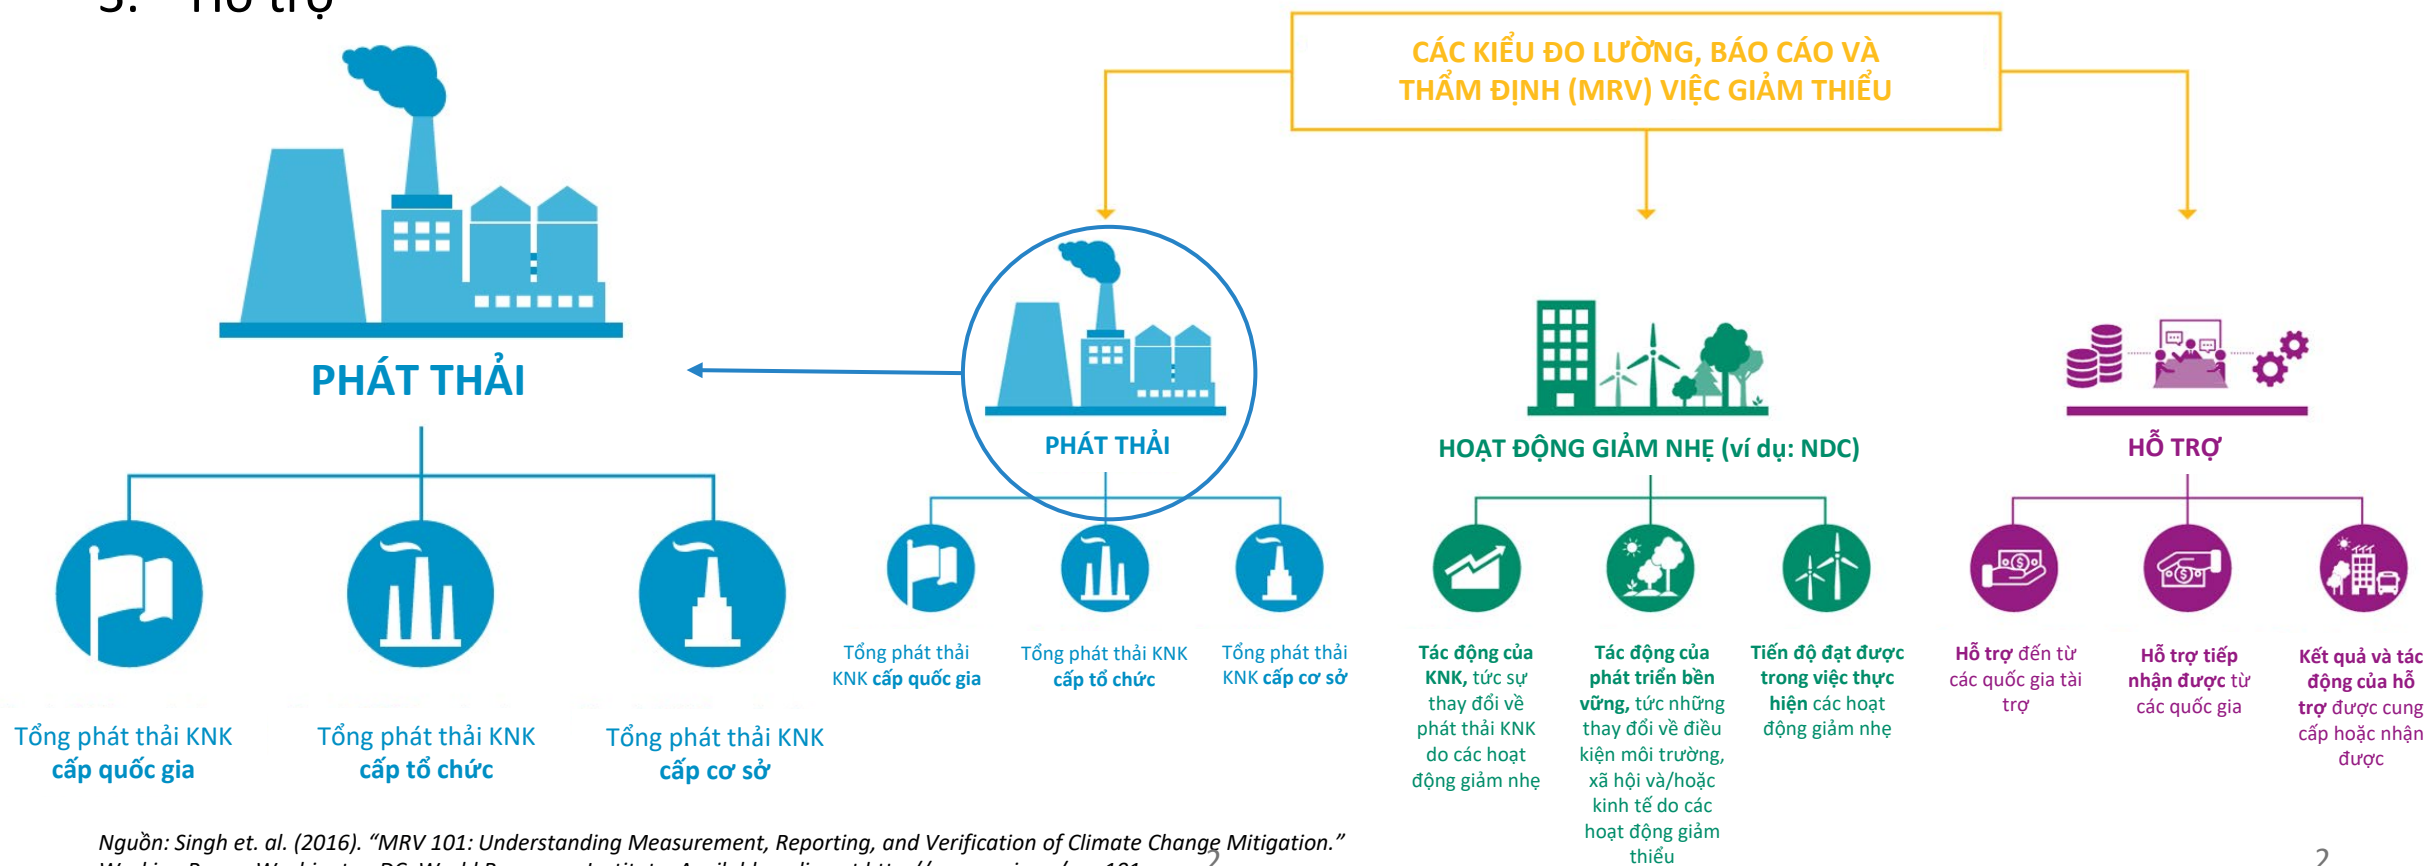 3. Hỗ trợ
CÁC KIỂU ĐO LƯỜNG, BÁO CÁO VÀ
THẨM ĐỊNH (MRV) VIỆC GIẢM THIỂU
PHÁT THẢI
Tổng phát thải KNK
cấp quốc gia
Tổng phát thải KNK
cấp tổ chức
Tổng phát thải KNK
cấp cơ sở
PHÁT THẢI
Tổng phát thải
KNK cấp quốc gia
Tổng phát thải KNK
cấp tổ chức
Tổng phát thải
KNK cấp cơ sở
HOẠT ĐỘNG GIẢM NHẸ (ví dụ: NDC)
Tác động của
KNK, tức sự
thay đổi về
phát thải KNK
do các hoạt
động giảm nhẹ
Tác động của
phát triển bền
vững, tức những
thay đổi về điều
kiện môi trường,
xã hội và/hoặc
kinh tế do các
hoạt động giảm
thiểu
Tiến độ đạt được
trong việc thực
hiện các hoạt
động giảm nhẹ
HỖ TRỢ
Hỗ trợ đến từ
các quốc gia tài
trợ
Hỗ trợ tiếp
nhận được từ
các quốc gia
Kết quả và tác
động của hỗ
trợ được cung
cấp hoặc nhận
được
Nguồn: Singh et. al. (2016). “MRV 101: Understanding Measurement, Reporting, and Verification of Climate Change Mitigation.”
2
2